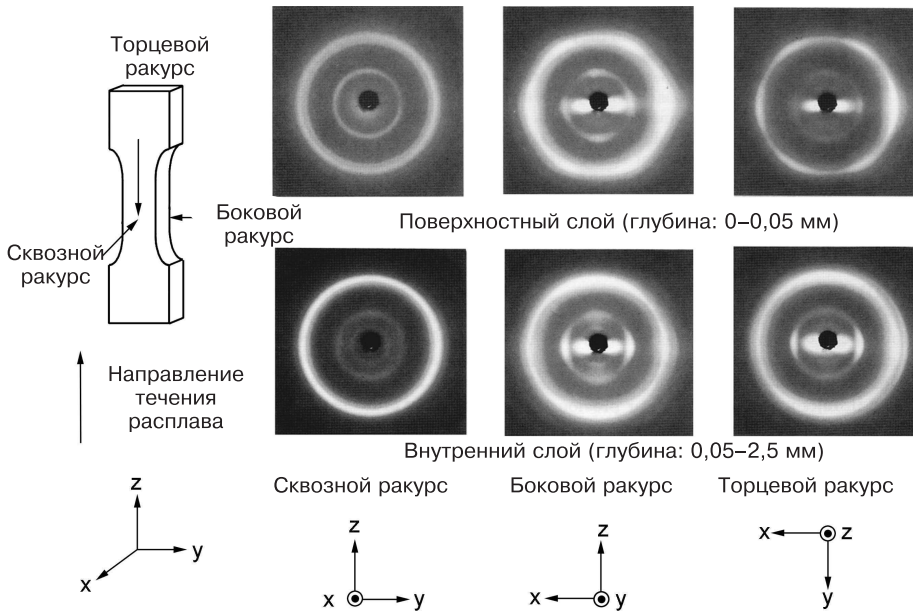 Торцевой
ракурс
Боковой
ракурс
Сквозной
ракурс
Направление
течения
расплава
z
y
x
Поверхностный слой (глубина: 0–0,05 мм)
Внутренний слой (глубина: 0,05–2,5 мм)
Сквозной ракурс
Боковой ракурс
Торцевой ракурс
z
x
y
z
x
y
x
z
y